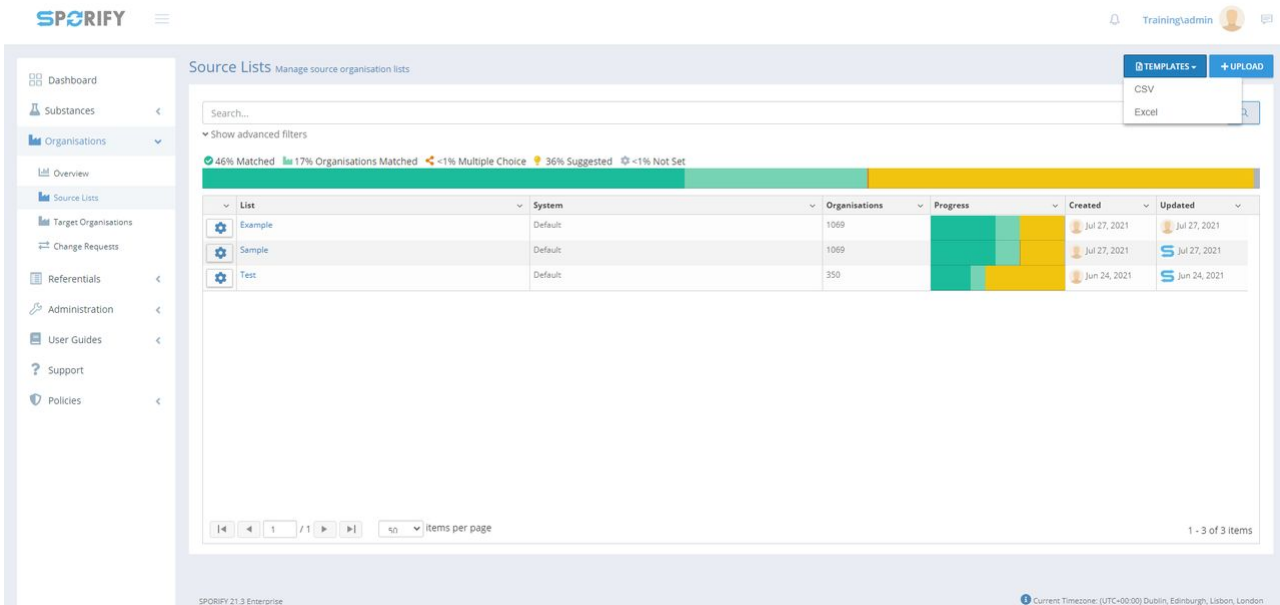 SPORIFY
Training\admin
Dashboard
Substances
Organisations
Overview
Source Lists
Target Organisations
Change Requests
Referentials
Administration
User Guides
Support
Policies
Source Lists Manage source organisation lists
TEMPLATES
+ UPLOAD
CSV
Excel
Search...
Show advanced filters
46% Matched 17% Organisations Matched <1% Multiple Choice 36% Suggested <1% Not Set
List System Organisations Progress Created Updated
Example Default 1069 Jul 27, 2021 Jul 27, 2021
Sample Default 1069 Jul 27, 2021 Jul 27, 2021
Test Default 350 Jun 24, 2021 Jun 24, 2021
1 / 1 50 items per page 1 - 3 of 3 items
SPORIFY 21.3 Enterprise Current Timezone: (UTC+00:00) Dublin, Edinburgh, Lisbon, London